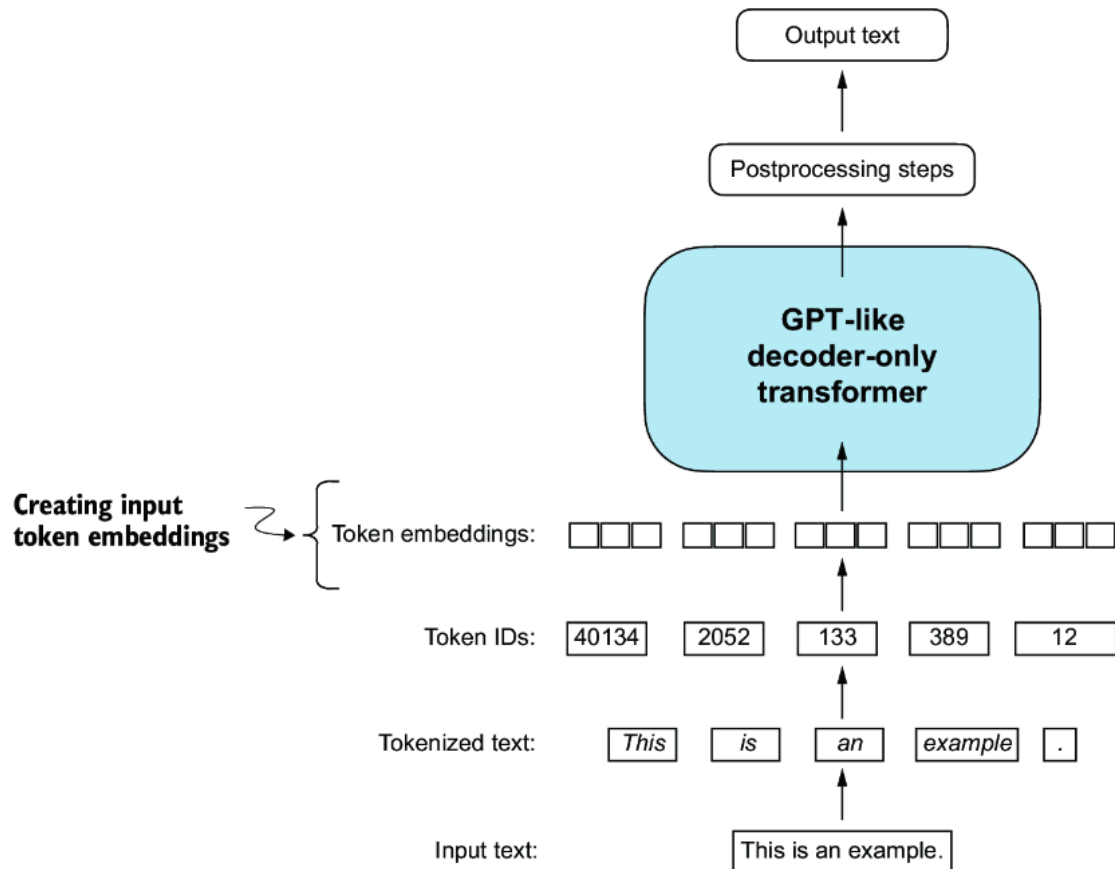 Output text
Postprocessing steps
GPT-like
decoder-only
transformer
Creating input
token embeddings
Token embeddings:
Token IDs: 40134 2052 133 389 12
Tokenized text: This is an example .
Input text: This is an example.